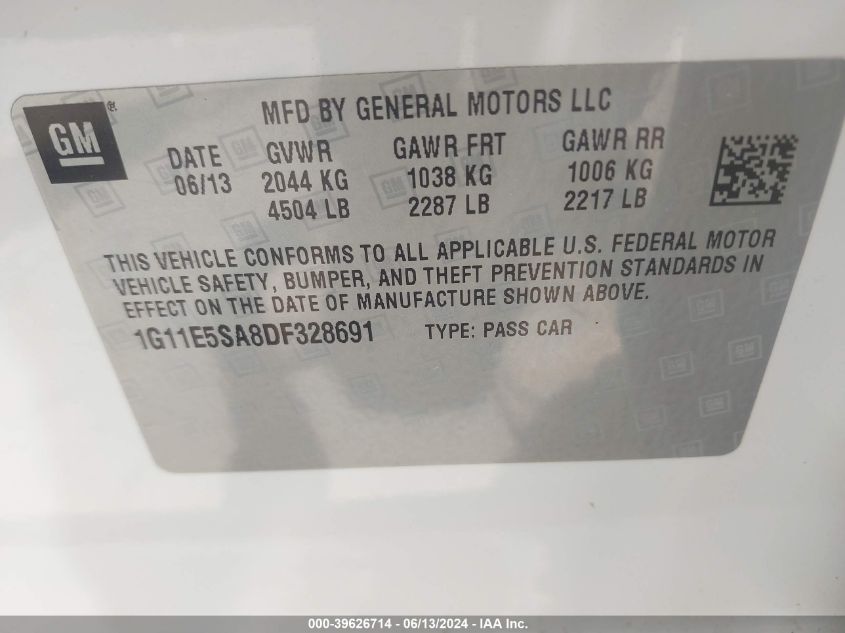 GM ®
MFD BY GENERAL MOTORS LLC
DATE GVWR GAWR FRT GAWR RR
06/13 2044 KG 1038 KG 1006 KG
4504 LB 2287 LB 2217 LB
THIS VEHICLE CONFORMS TO ALL APPLICABLE U.S. FEDERAL MOTOR
VEHICLE SAFETY, BUMPER, AND THEFT PREVENTION STANDARDS IN
EFFECT ON THE DATE OF MANUFACTURE SHOWN ABOVE.
1G11E5SA8DF328691 TYPE: PASS CAR
000-39626714 - 06/13/2024 - IAA Inc.